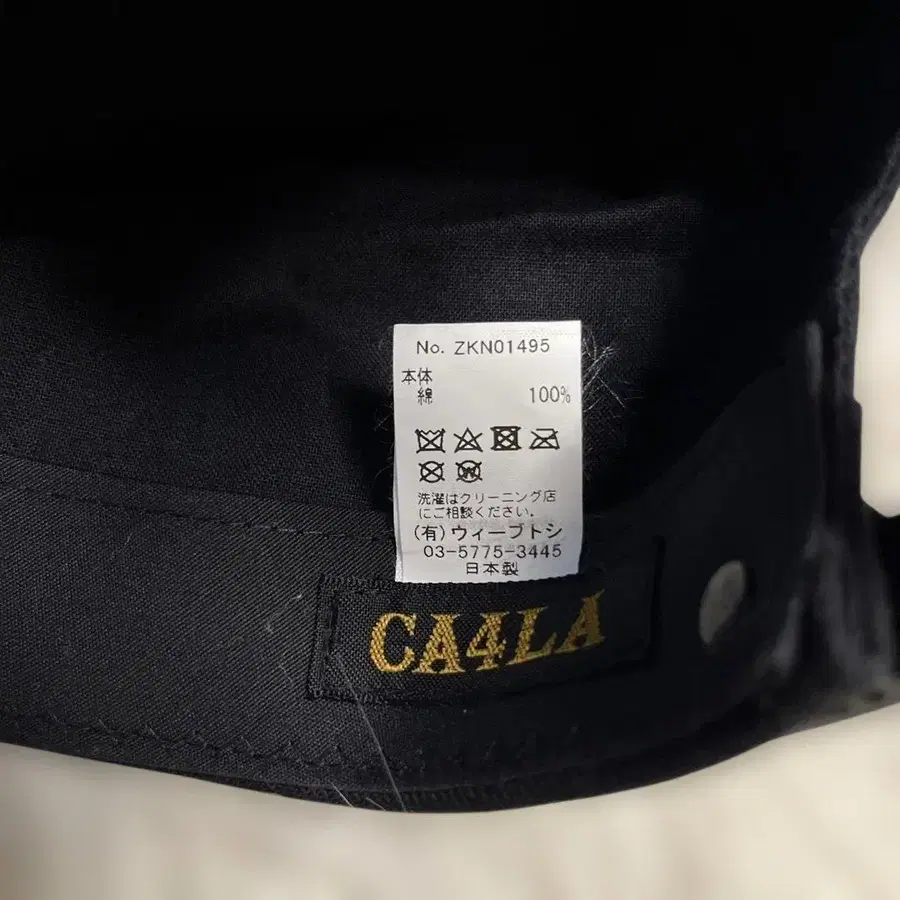 No. ZKN01495
本体
綿 100%
洗濯はクリーニング店
にご相談ください。
(有)ウィーブトシ
03-5775-3445
日本製
CA4LA